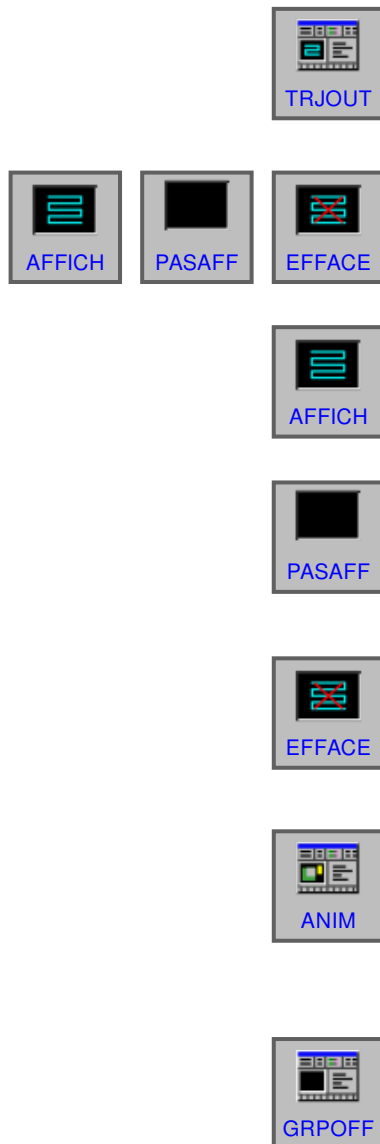 TRJOUT
AFFICH PASAFF EFFACE
AFFICH
PASAFF
EFFACE
ANIM
GRPOFF